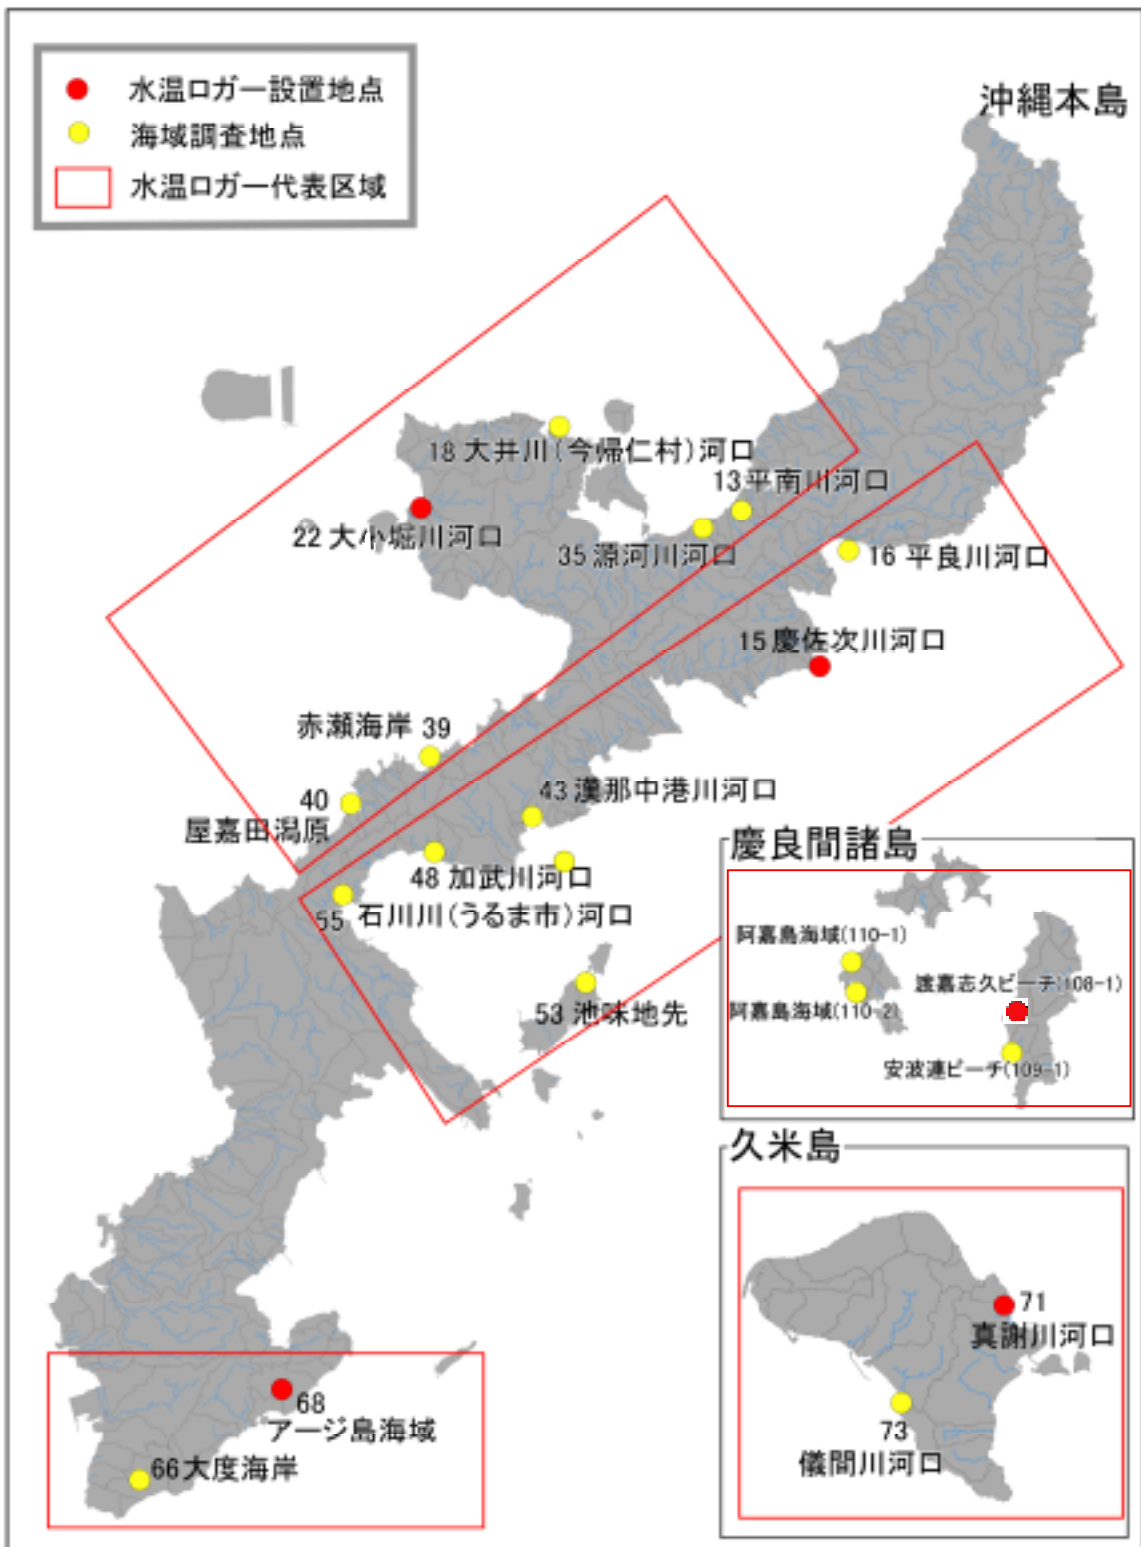 水温ロガー設置地点
海域調査地点
水温ロガー代表区域
沖縄本島
18 大井川(今帰仁村)河口
13 平南川河口
22 大小堀川河口
35 源河川河口
16 平良川河口
15 慶佐次川河口
赤瀬海岸 39
40
屋嘉田潟原
43 漢那中港川河口
48 加武川河口
55 石川川(うるま市)河口
53 池味地先
慶良間諸島
阿嘉島海域(110-1)
渡嘉志久ビーチ(108-1)
阿嘉島海域(110-2)
安波連ビーチ(109-1)
久米島
71
真謝川河口
73
儀間川河口
68
アージ島海域
66 大度海岸